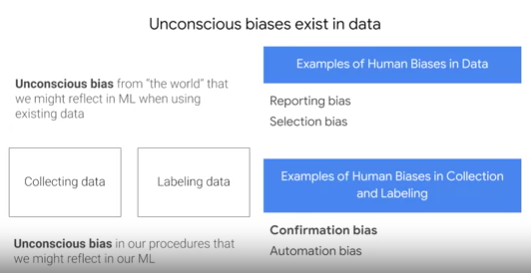 Unconscious biases exist in data
Unconscious bias from "the world" that
we might reflect in ML when using
existing data
Examples of Human Biases in Data
Reporting bias
Selection bias
Collecting data
Labeling data
Examples of Human Biases in Collection
and Labeling
Unconscious bias in our procedures that
we might reflect in our ML
Confirmation bias
Automation bias